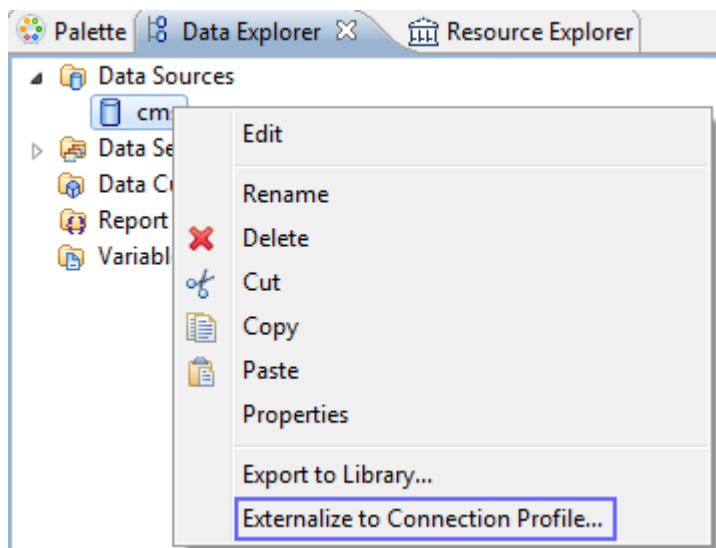 Palette Data Explorer Resource Explorer
Data Sources
cms
Data Se
Data Cu
Report
Variabl
Edit
Rename
Delete
Cut
Copy
Paste
Properties
Export to Library...
Externalize to Connection Profile...